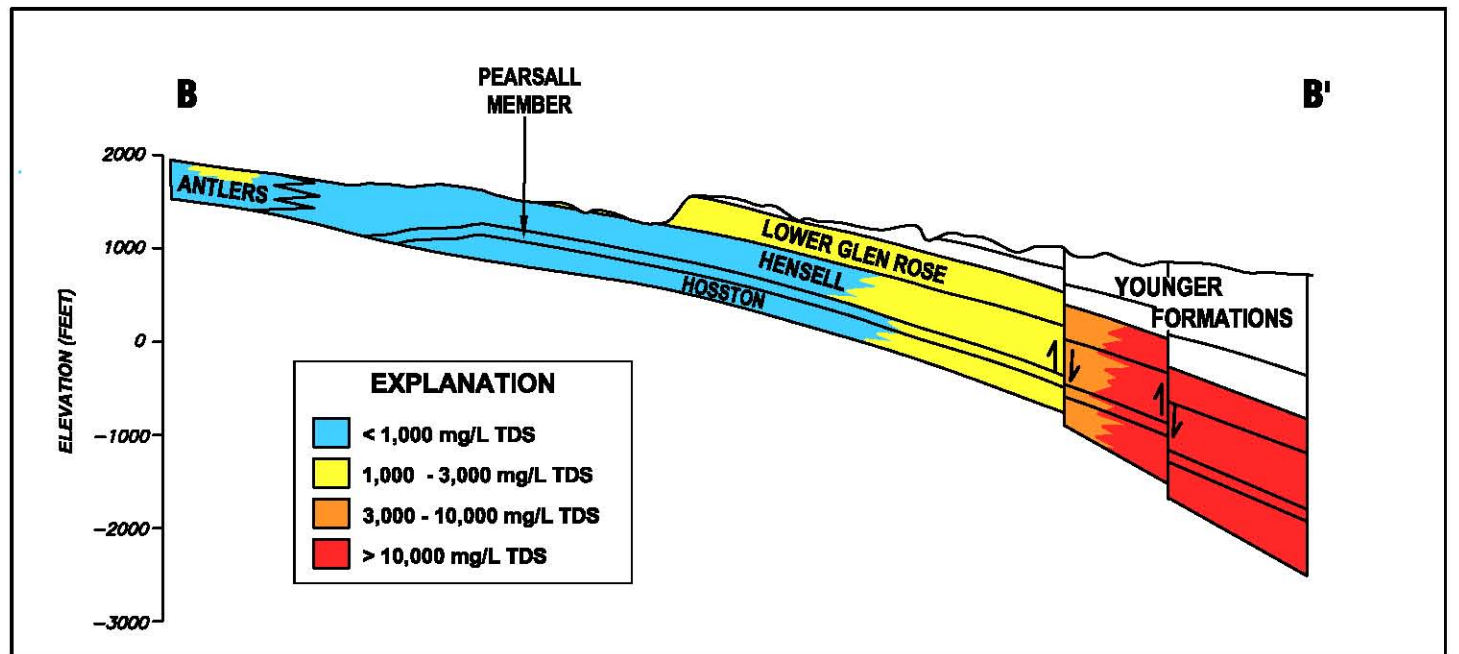 B
B'
PEARSALL
MEMBER
2000
1000
0
−1000
−2000
−3000
ELEVATION (FEET)
ANTLERS
LOWER GLEN ROSE
HENSELL
HOSSTON
YOUNGER
FORMATIONS
EXPLANATION
< 1,000 mg/L TDS
1,000 - 3,000 mg/L TDS
3,000 - 10,000 mg/L TDS
> 10,000 mg/L TDS